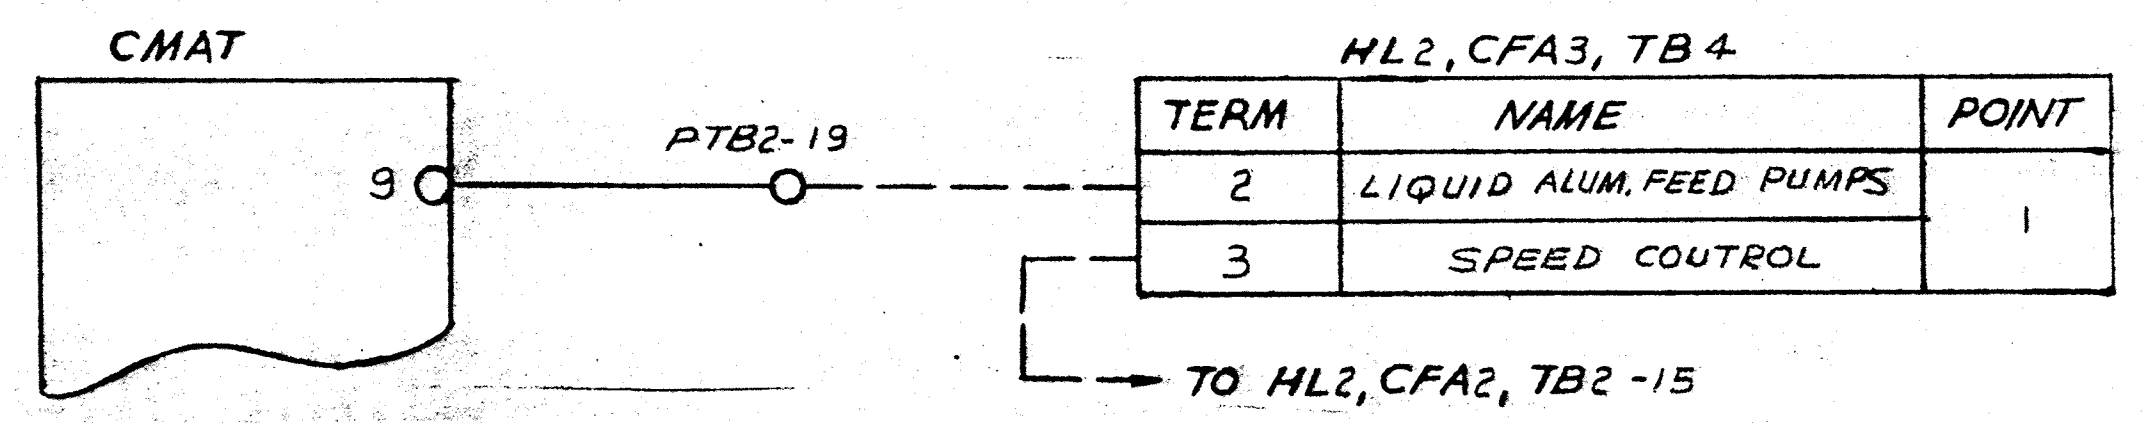 CMAT
HL2, CFA3, TB4
TERM NAME POINT
PTB2-19
9
2 LIQUID ALUM. FEED PUMPS
1
3 SPEED CONTROL
TO HL2, CFA2, TB2-15